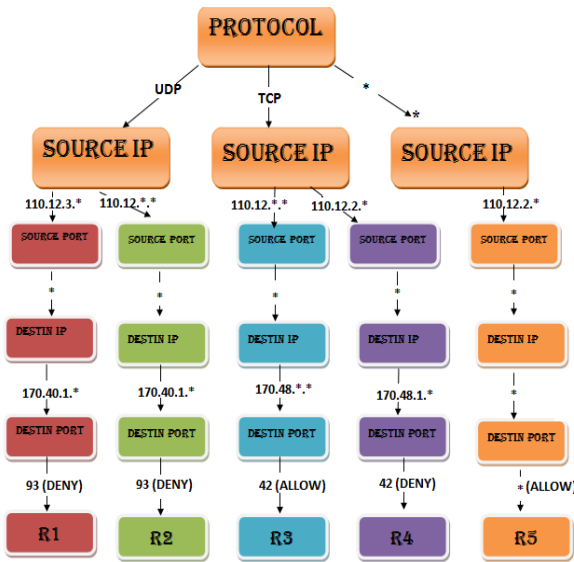 PROTOCOL
UDP TCP * *
SOURCE IP SOURCE IP SOURCE IP
110.12.3.* 110.12.*.* 110.12.*.* 110.12.2.* 110,12.2.*
SOURCE PORT SOURCE PORT SOURCE PORT SOURCE PORT SOURCE PORT
* * * * *
DESTIN IP DESTIN IP DESTIN IP DESTIN IP DESTIN IP
170.40.1.* 170.40.1.* 170.48.*.* 170.48.1.* *
DESTIN PORT DESTIN PORT DESTIN PORT DESTIN PORT DESTIN PORT
93 (DENY) 93 (DENY) 42 (ALLOW) 42 (DENY) * (ALLOW)
R1 R2 R3 R4 R5